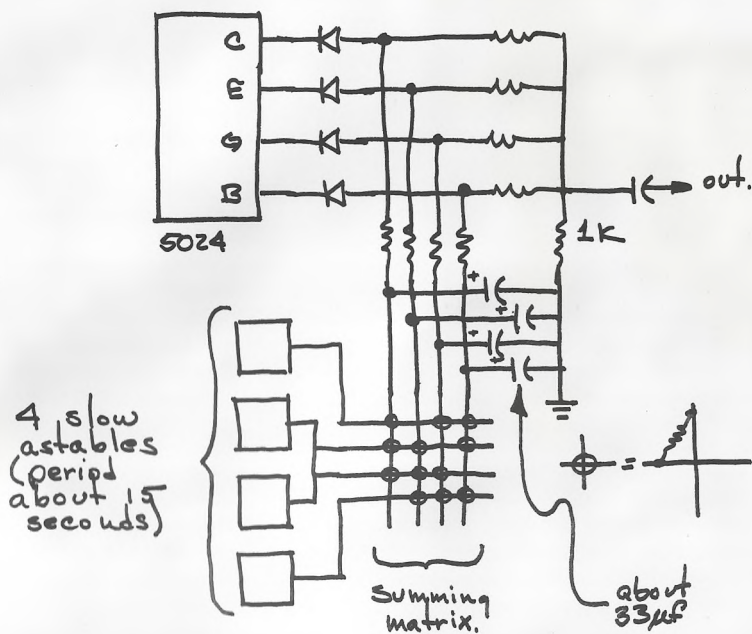 C
E
G
B
5024
out.
1K
+
+
+
+
4 slow
astables
(period
about 15
seconds)
=
Summing
matrix.
about
33µf